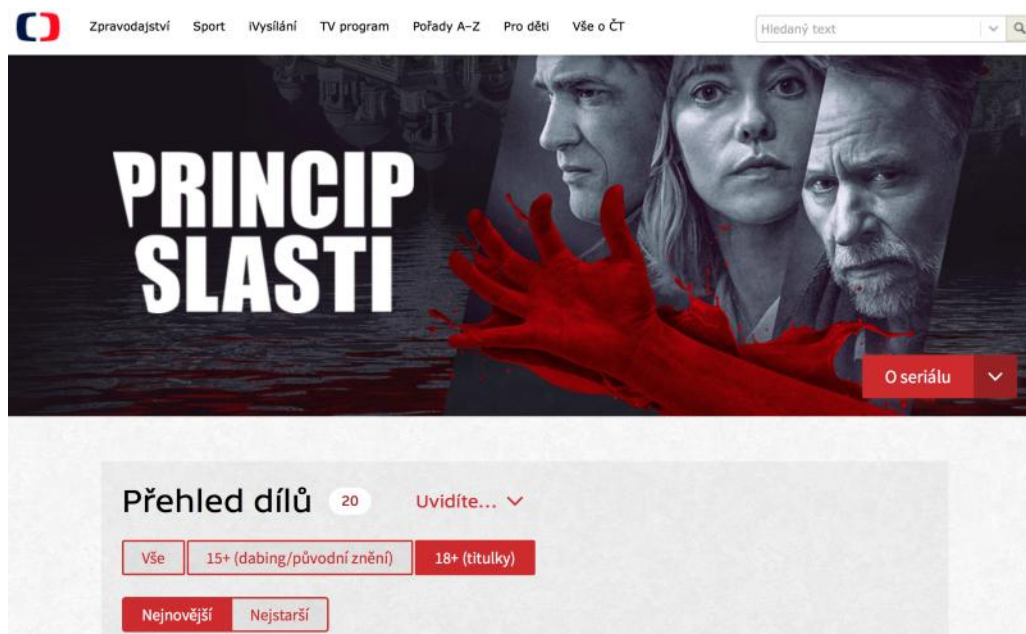 Zpravodajství Sport iVysílání TV program Pořady A–Z Pro děti Vše o ČT Hledaný text
PRINCIP
SLASTI
O seriálu
Přehled dílů 20 Uvidíte...
Vše 15+ (dabing/původní znění) 18+ (titulky)
Nejnovější Nejstarší